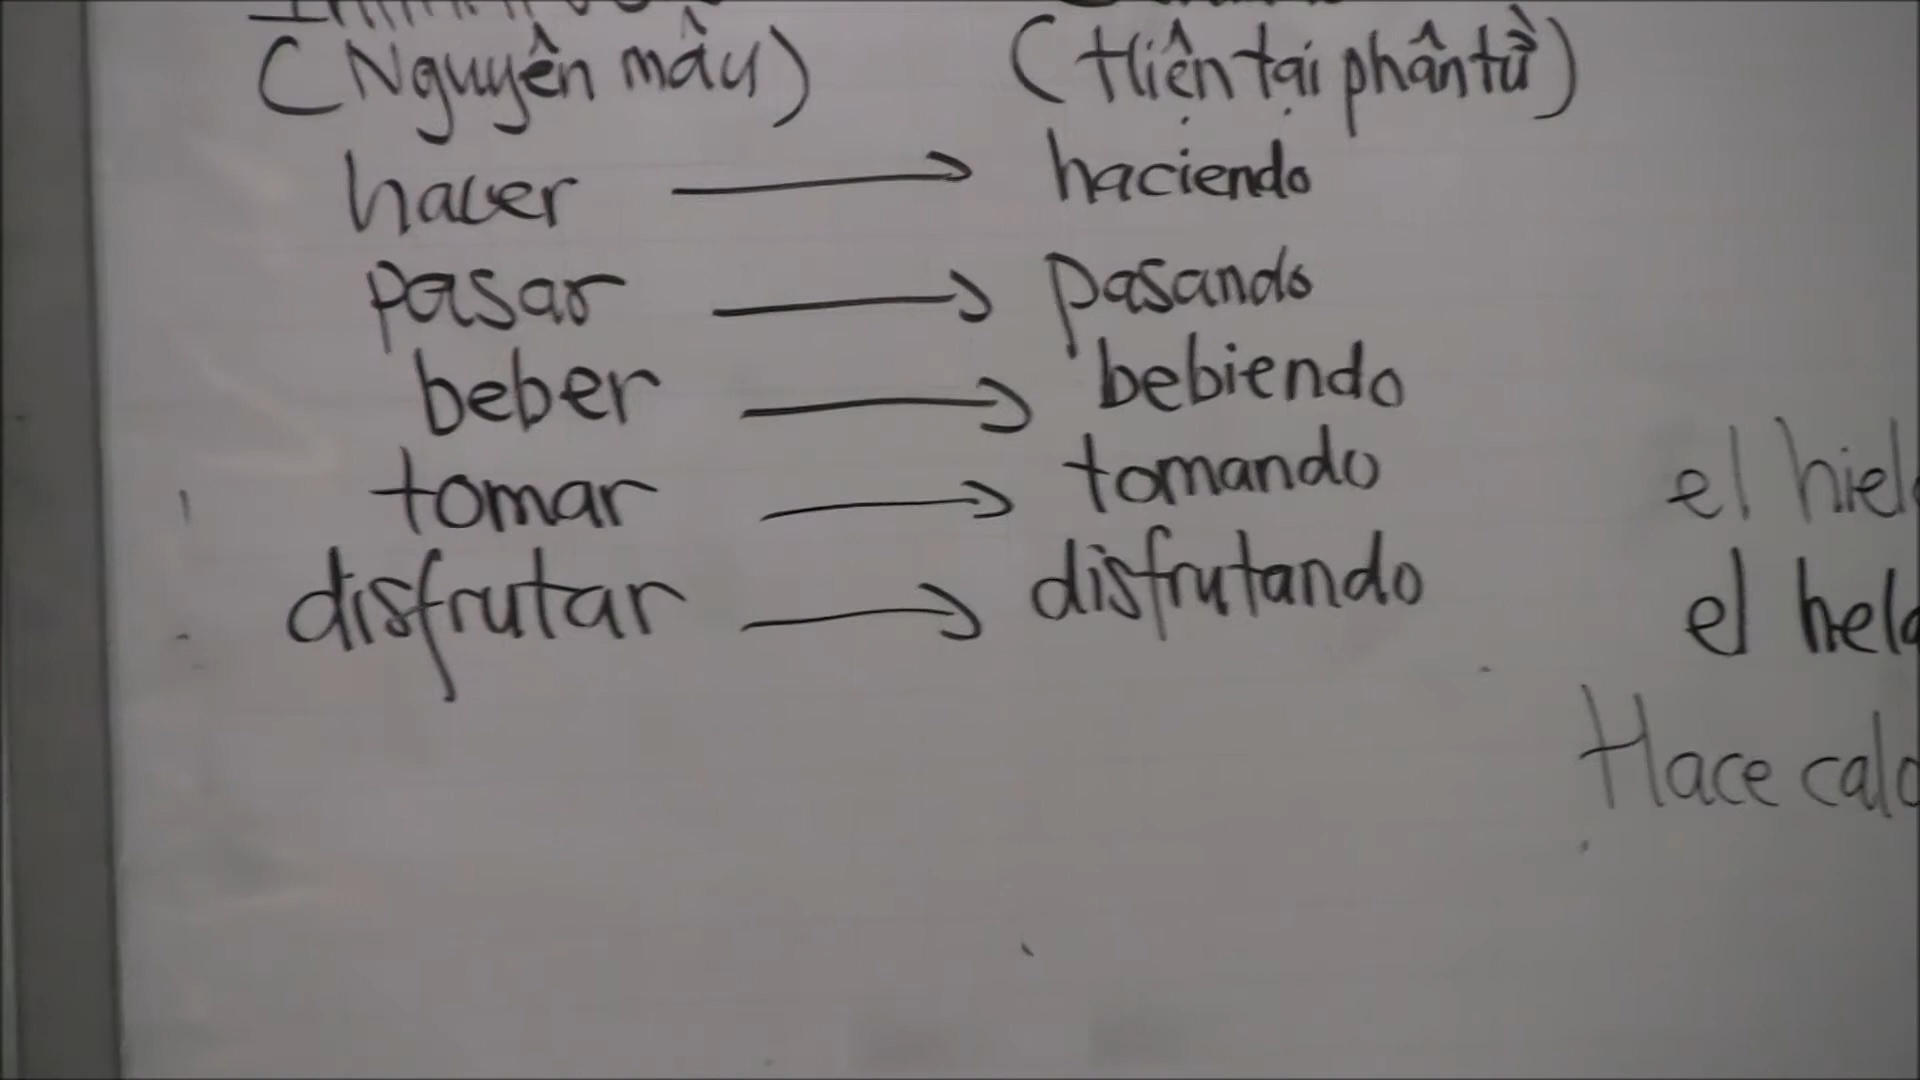 (Nguyên mẫu) (Hiện tại phân từ)
hacer → haciendo
pasar → pasando
beber → bebiendo
tomar → tomando
disfrutar → disfrutando
el hiel
el hel
Hace calo